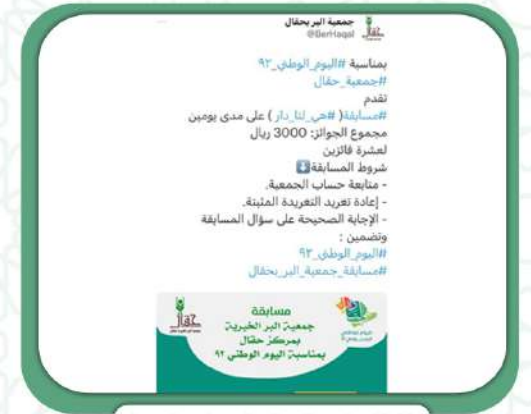 جمعية البر بحقال
@BerHaqal
بمناسبة #اليوم_الوطني_٩٢
#جمعية_حقال
تقدم
#مسابقة( #هي_لنا_دار ) على مدى يومين
مجموع الجوائز: 3000 ريال
لعشرة فائزين
شروط المسابقة⬇️
- متابعة حساب الجمعية.
- إعادة تغريد التغريدة المثبتة.
- الإجابة الصحيحة على سؤال المسابقة
وتضمين :
#اليوم_الوطني_٩٢
#مسابقة_جمعية_البر_بحقال
مسابقة
جمعية البر الخيرية
بمركز حقال
بمناسبة اليوم الوطني ٩٢
حقال